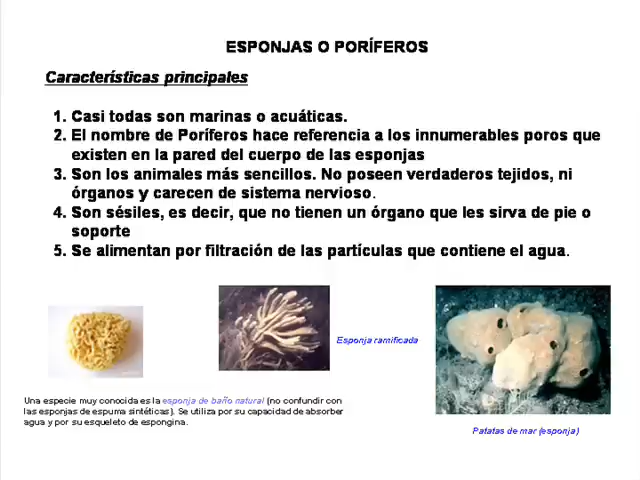 ESPONJAS O PORÍFEROS
Características principales
1. Casi todas son marinas o acuáticas.
2. El nombre de Poríferos hace referencia a los innumerables poros que
existen en la pared del cuerpo de las esponjas
3. Son los animales más sencillos. No poseen verdaderos tejidos, ni
órganos y carecen de sistema nervioso.
4. Son sésiles, es decir, que no tienen un órgano que les sirva de pie o
soporte
5. Se alimentan por filtración de las partículas que contiene el agua.
Esponja ramificada
Una especie muy conocida es la esponja de baño natural (no confundir con
las esponjas de espuma sintéticas). Se utiliza por su capacidad de absorber
agua y por su esqueleto de espongina.
Patatas de mar (esponja)